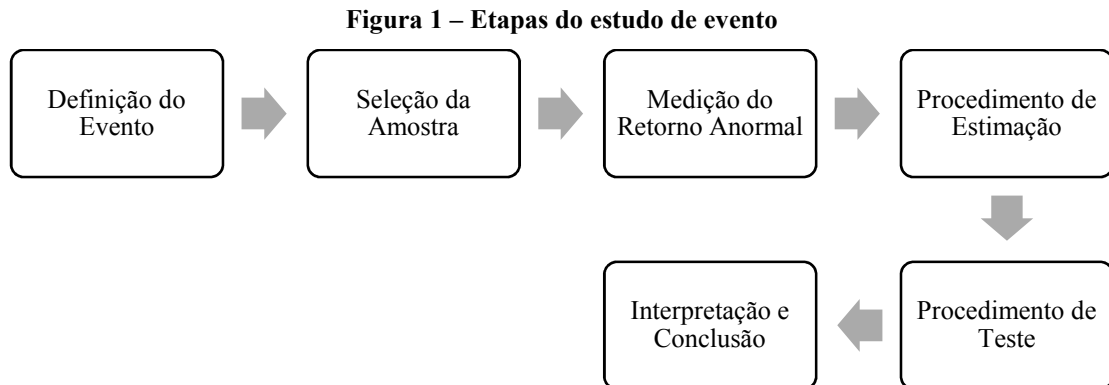 Figura 1 – Etapas do estudo de evento
Definição do
Evento
Seleção da
Amostra
Medição do
Retorno Anormal
Procedimento de
Estimação
Procedimento de
Teste
Interpretação e
Conclusão